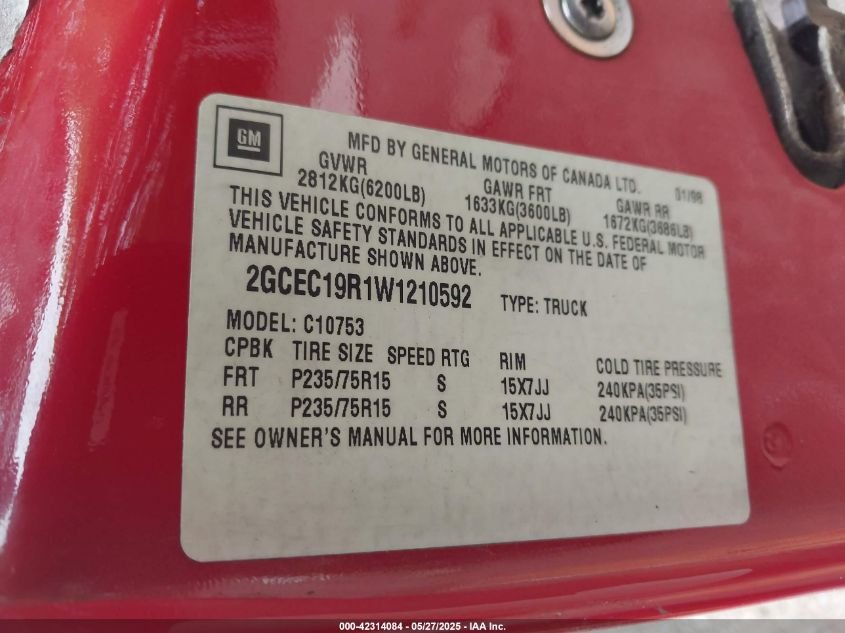 GM
MFD BY GENERAL MOTORS OF CANADA LTD. 01/98
GVWR GAWR FRT GAWR RR
2812KG(6200LB) 1633KG(3600LB) 1672KG(3686LB)
THIS VEHICLE CONFORMS TO ALL APPLICABLE U.S. FEDERAL MOTOR
VEHICLE SAFETY STANDARDS IN EFFECT ON THE DATE OF
MANUFACTURE SHOWN ABOVE.
2GCEC19R1W1210592 TYPE: TRUCK
MODEL: C10753
CPBK TIRE SIZE SPEED RTG RIM COLD TIRE PRESSURE
FRT P235/75R15 S 15X7JJ 240KPA(35PSI)
RR P235/75R15 S 15X7JJ 240KPA(35PSI)
SEE OWNER'S MANUAL FOR MORE INFORMATION.
000-42314084 - 05/27/2025 - IAA Inc.